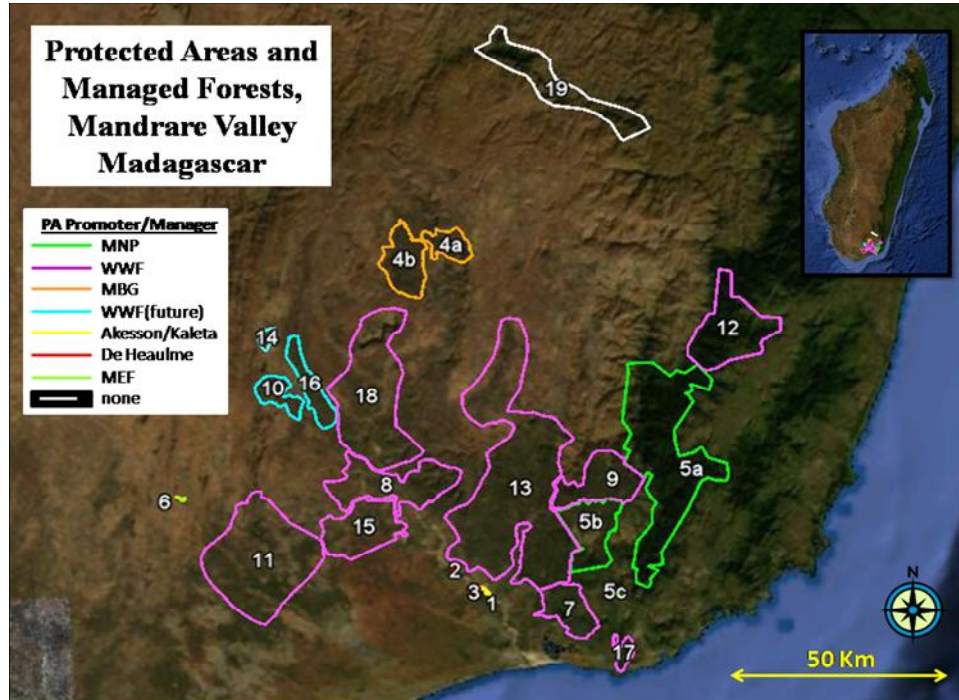 Protected Areas and
Managed Forests,
Mandrare Valley
Madagascar
PA Promoter/Manager
MNP
WWF
MBG
WWF(future)
Akesson/Kaleta
De Heaulme
MEF
none
19
4b
4a
12
14
10
16
18
5a
8
13
9
6
15
5b
11
2
3
1
5c
7
17
N
50 Km